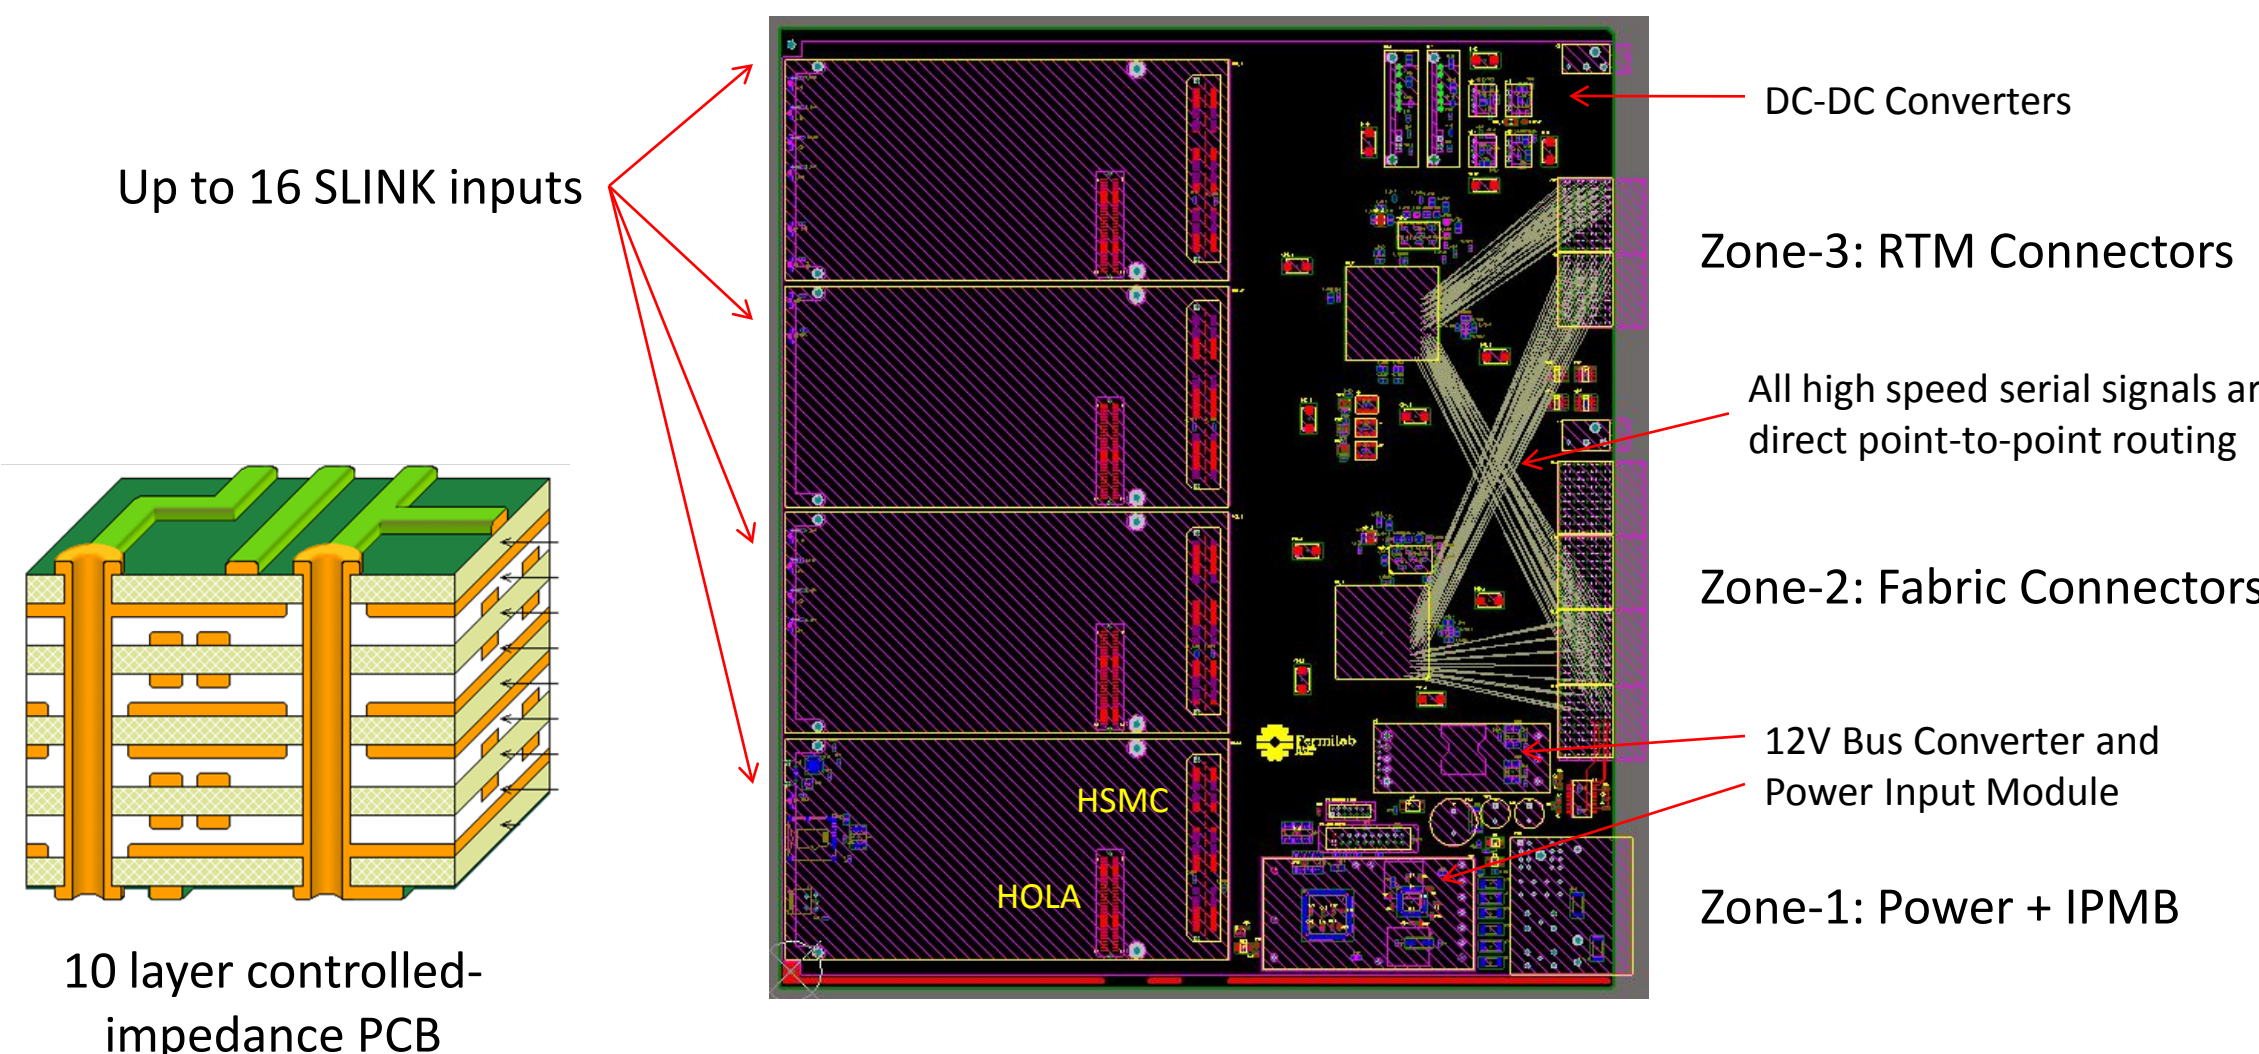 Up to 16 SLINK inputs
DC-DC Converters
Zone-3: RTM Connectors
All high speed serial signals ar
direct point-to-point routing
Zone-2: Fabric Connectors
Fermilab
12V Bus Converter and
Power Input Module
HSMC
HOLA
Zone-1: Power + IPMB
10 layer controlled-
impedance PCB